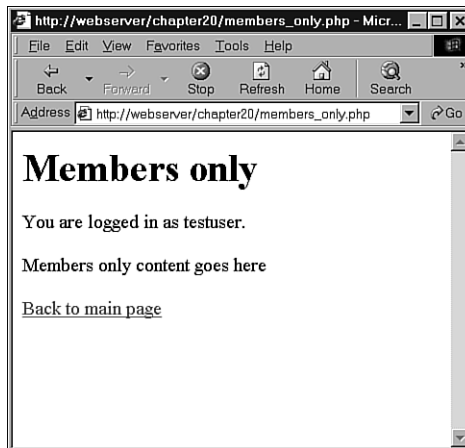 http://webserver/chapter20/members_only.php - Micr...
File Edit View Favorites Tools Help
Back Forward Stop Refresh Home Search
Address http://webserver/chapter20/members_only.php Go
Members only
You are logged in as testuser.
Members only content goes here
Back to main page